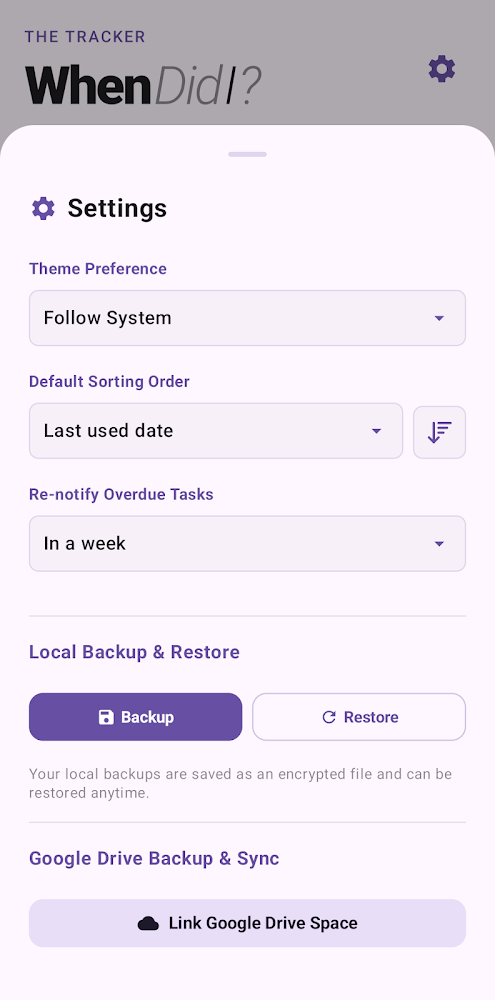 THE TRACKER
WhenDidI?
Settings
Theme Preference
Follow System
Default Sorting Order
Last used date
Re-notify Overdue Tasks
In a week
Local Backup & Restore
Backup
Restore
Your local backups are saved as an encrypted file and can be
restored anytime.
Google Drive Backup & Sync
Link Google Drive Space